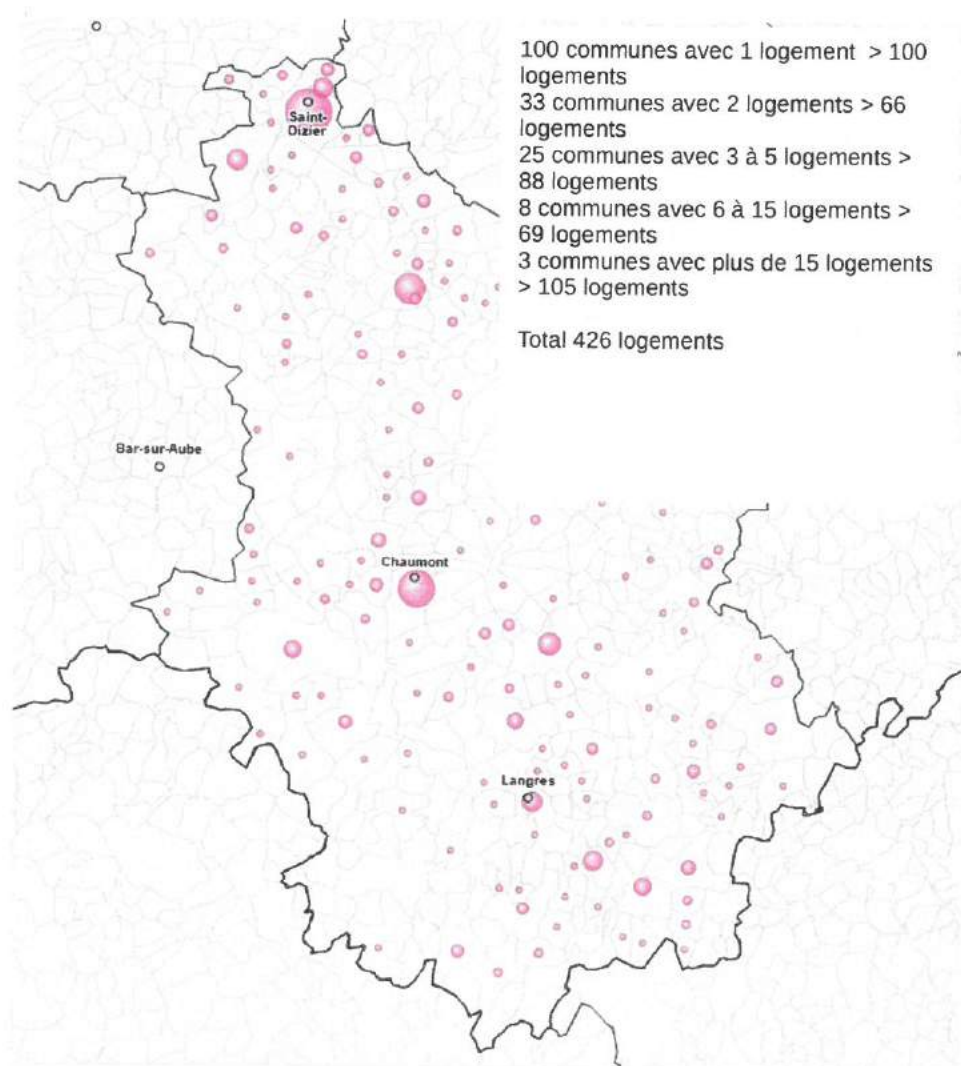 100 communes avec 1 logement  > 100
logements
33 communes avec 2 logements > 66
logements
25 communes avec 3 à 5 logements >
88 logements
8 communes avec 6 à 15 logements >
69 logements
3 communes avec plus de 15 logements
> 105 logements
Total 426 logements
Saint-
Dizier
Bar-sur-Aube
Chaumont
Langres